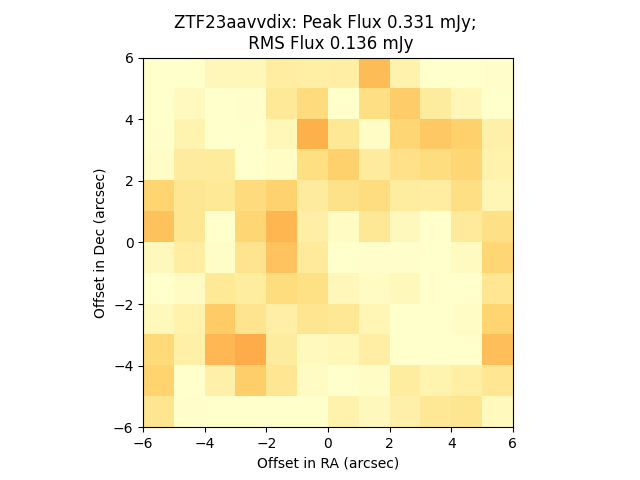 ZTF23aavvdix: Peak Flux 0.331 mJy;
RMS Flux 0.136 mJy
6
4
2
0
−2
−4
−6
Offset in Dec (arcsec)
−6 −4 −2 0 2 4 6
Offset in RA (arcsec)